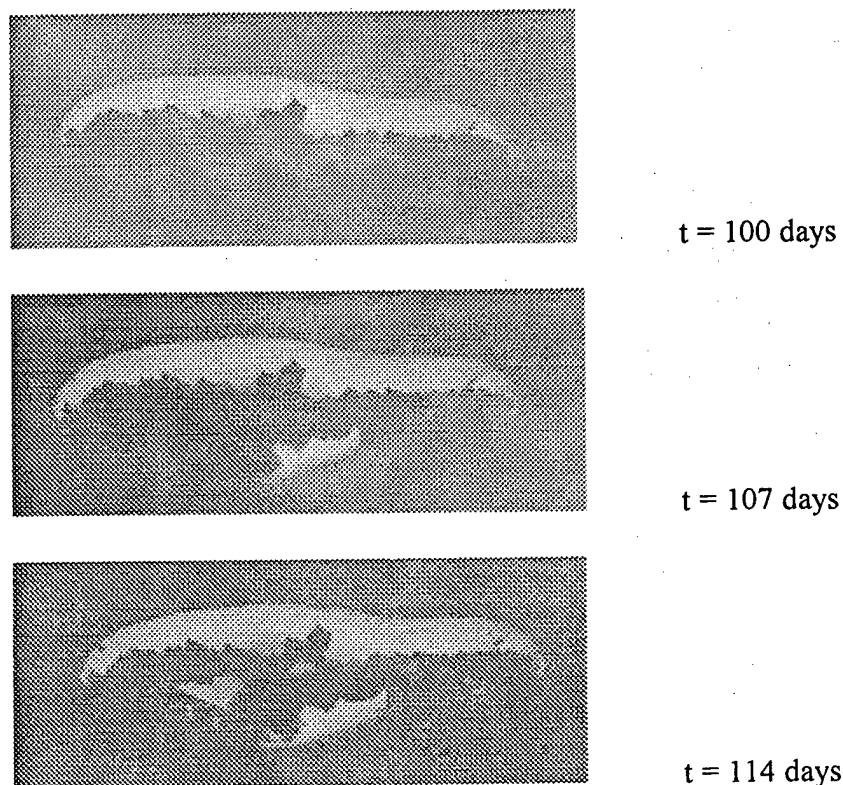 t = 100 days
t = 107 days
t = 114 days